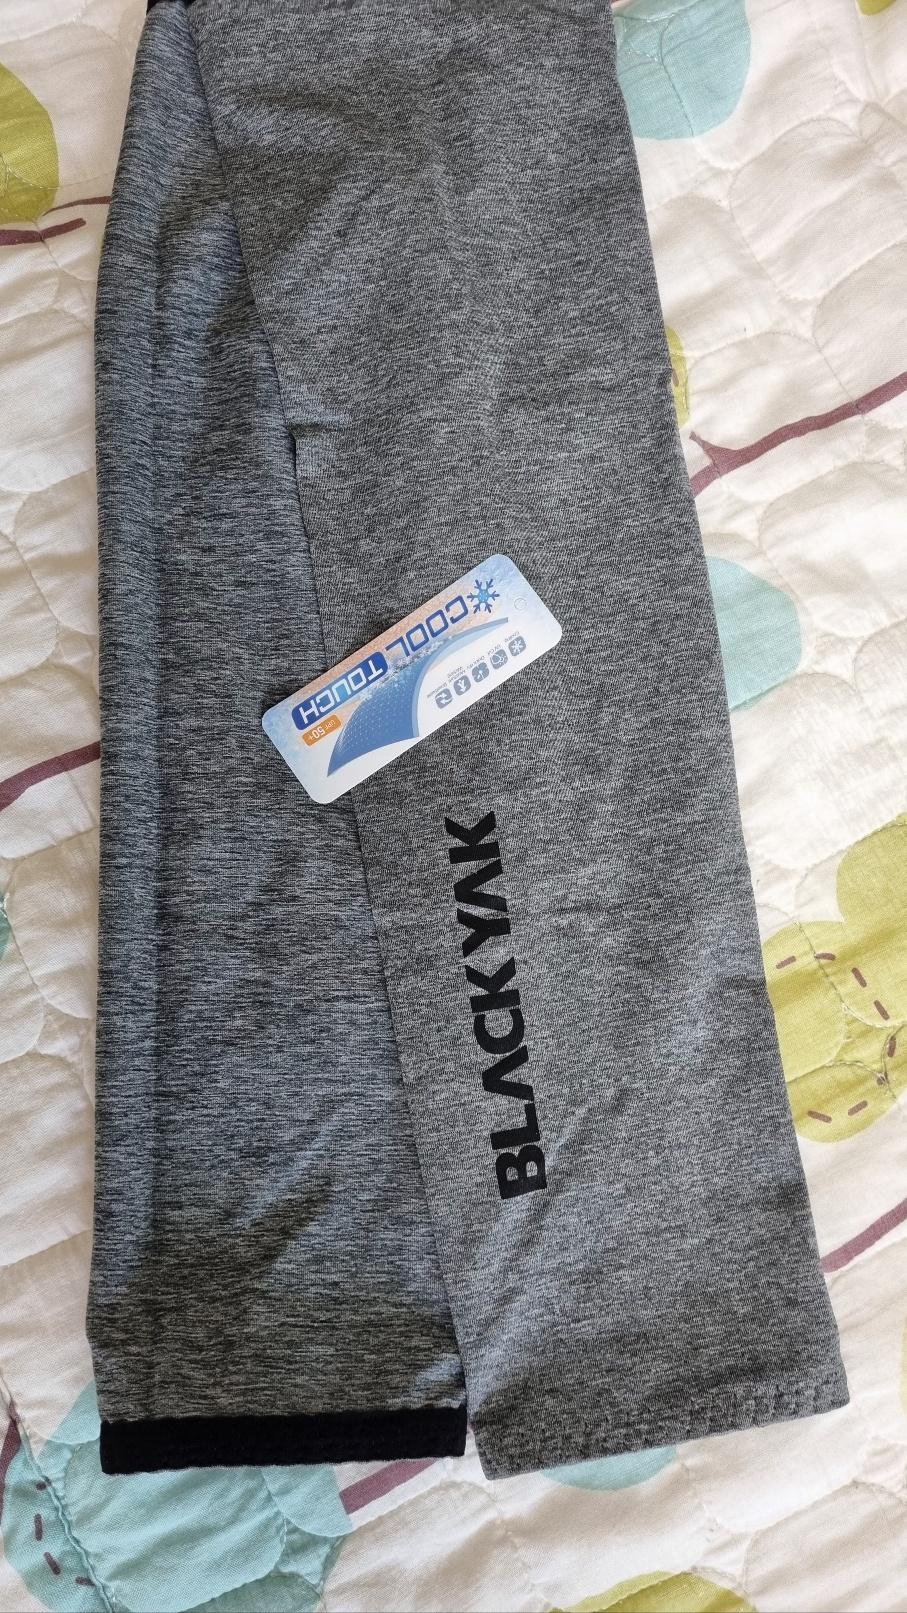 COOL TOUCH
UPF 50+
BLACKYAK